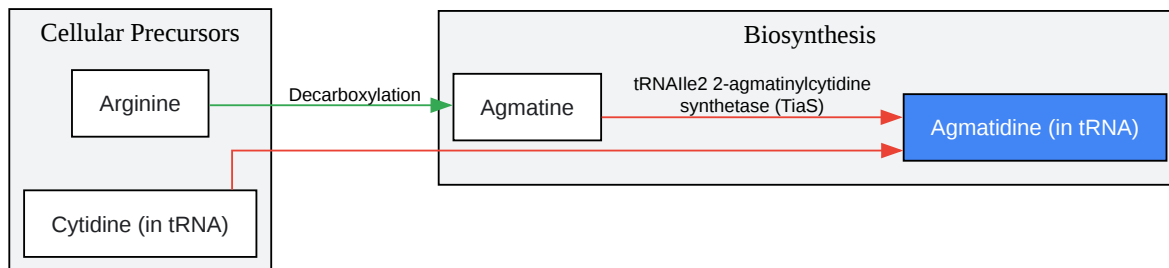 Cellular Precursors
Arginine
Cytidine (in tRNA)
Decarboxylation
Biosynthesis
Agmatine
tRNAIle2 2-agmatinylcytidine
synthetase (TiaS)
Agmatidine (in tRNA)